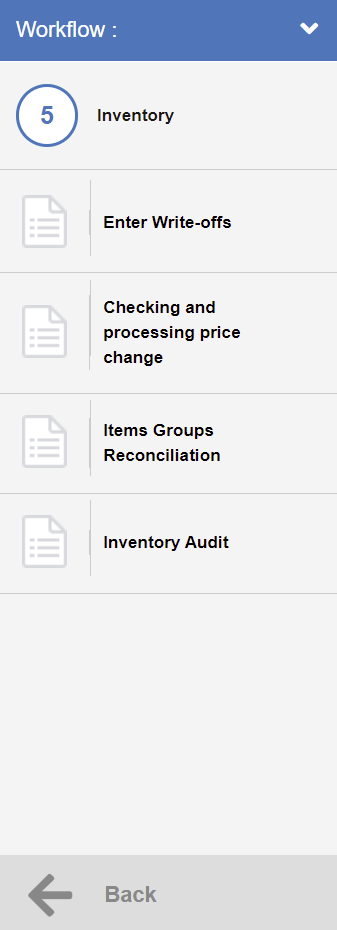 Workflow :
5
Inventory
Enter Write-offs
Checking and
processing price
change
Items Groups
Reconciliation
Inventory Audit
Back